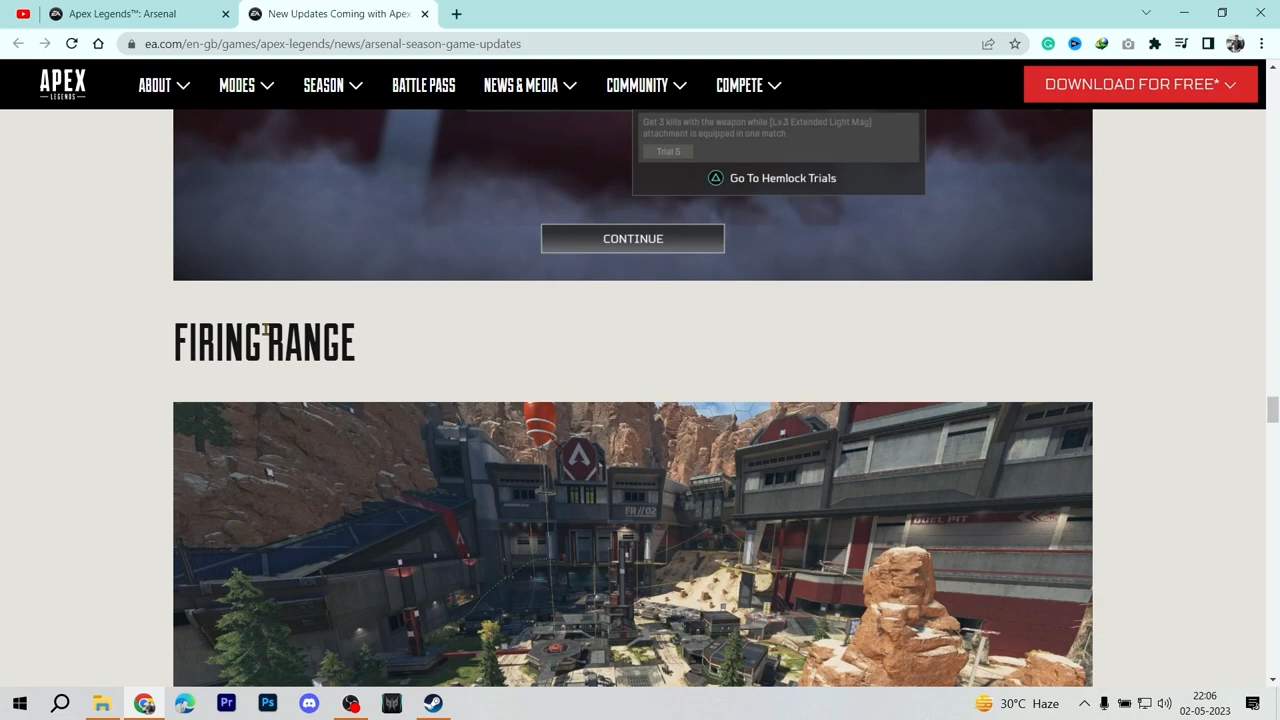 Apex Legends™: Arsenal
New Updates Coming with Apex
ea.com/en-gb/games/apex-legends/news/arsenal-season-game-updates
APEX
LEGENDS
ABOUT
MODES
SEASON
BATTLE PASS
NEWS & MEDIA
COMMUNITY
COMPETE
DOWNLOAD FOR FREE*
Get 3 kills with the weapon while [Lv.3 Extended Light Mag]
attachment is equipped in one match
Trial 5
Go To Hemlock Trials
CONTINUE
FIRING RANGE
FR//02
DUEL PIT
Pr
Ps
30°C Haze
22:06
02-05-2023